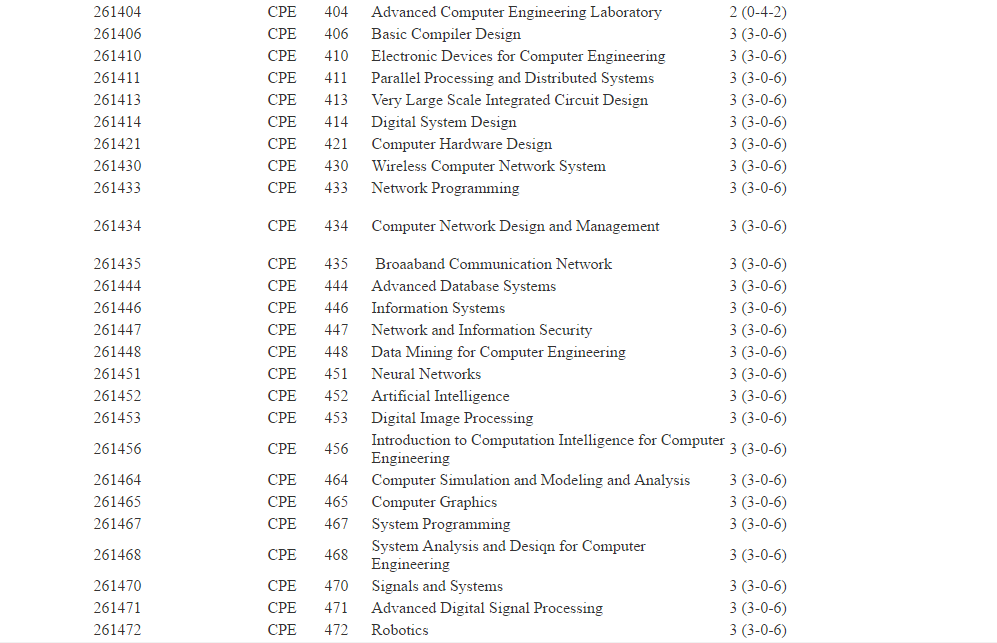 261404 CPE 404 Advanced Computer Engineering Laboratory 2 (0-4-2)
261406 CPE 406 Basic Compiler Design 3 (3-0-6)
261410 CPE 410 Electronic Devices for Computer Engineering 3 (3-0-6)
261411 CPE 411 Parallel Processing and Distributed Systems 3 (3-0-6)
261413 CPE 413 Very Large Scale Integrated Circuit Design 3 (3-0-6)
261414 CPE 414 Digital System Design 3 (3-0-6)
261421 CPE 421 Computer Hardware Design 3 (3-0-6)
261430 CPE 430 Wireless Computer Network System 3 (3-0-6)
261433 CPE 433 Network Programming 3 (3-0-6)
261434 CPE 434 Computer Network Design and Management 3 (3-0-6)
261435 CPE 435 Broaaband Communication Network 3 (3-0-6)
261444 CPE 444 Advanced Database Systems 3 (3-0-6)
261446 CPE 446 Information Systems 3 (3-0-6)
261447 CPE 447 Network and Information Security 3 (3-0-6)
261448 CPE 448 Data Mining for Computer Engineering 3 (3-0-6)
261451 CPE 451 Neural Networks 3 (3-0-6)
261452 CPE 452 Artificial Intelligence 3 (3-0-6)
261453 CPE 453 Digital Image Processing 3 (3-0-6)
261456 CPE 456 Introduction to Computation Intelligence for Computer 3 (3-0-6)
Engineering
261464 CPE 464 Computer Simulation and Modeling and Analysis 3 (3-0-6)
261465 CPE 465 Computer Graphics 3 (3-0-6)
261467 CPE 467 System Programming 3 (3-0-6)
261468 CPE 468 System Analysis and Desiqn for Computer 3 (3-0-6)
Engineering
261470 CPE 470 Signals and Systems 3 (3-0-6)
261471 CPE 471 Advanced Digital Signal Processing 3 (3-0-6)
261472 CPE 472 Robotics 3 (3-0-6)